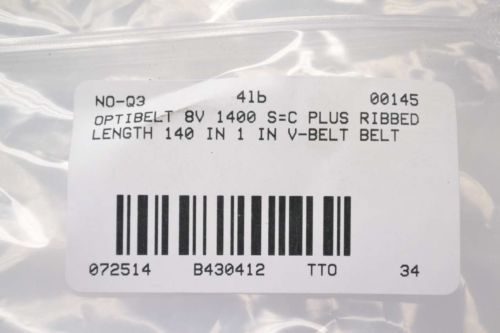 NO-Q3 4lb 00145
OPTIBELT 8V 1400 S=C PLUS RIBBED
LENGTH 140 IN 1 IN V-BELT BELT
072514 B430412 TTO 34